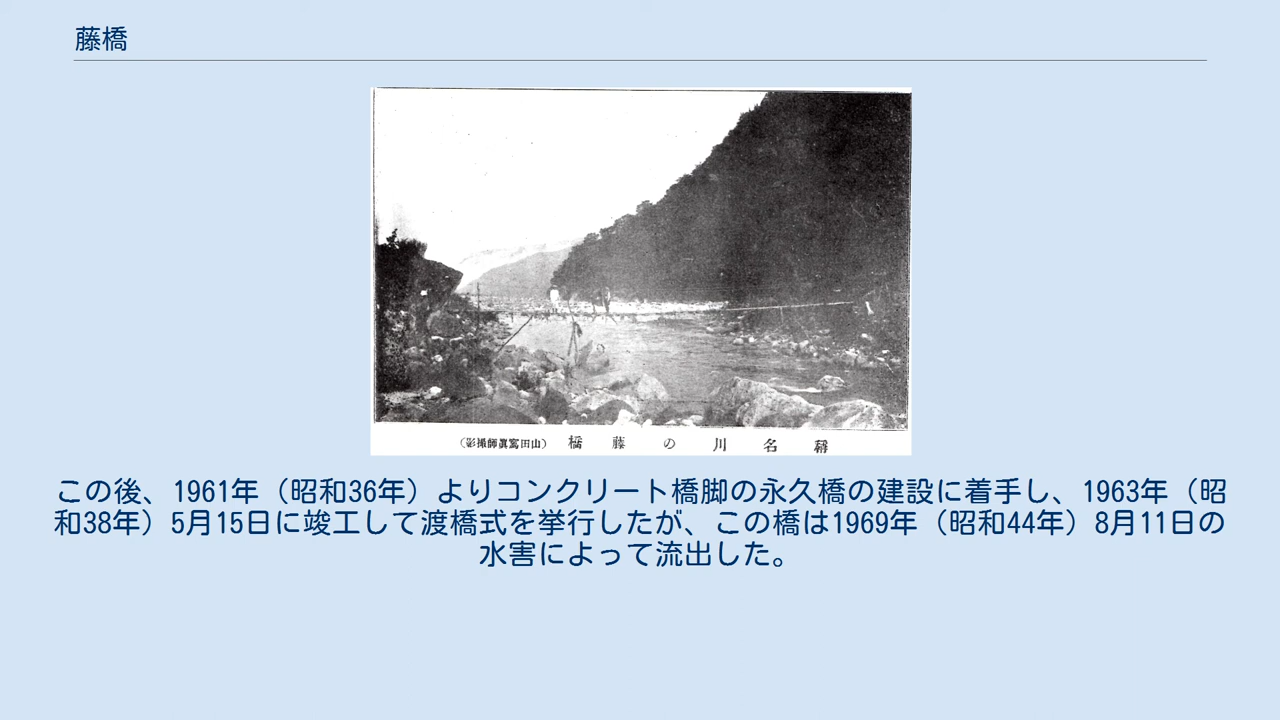 藤橋
（影撮師眞寫田山） 橋藤の川名稱
この後、1961年（昭和36年）よりコンクリート橋脚の永久橋の建設に着手し、1963年（昭
和38年）5月15日に竣工して渡橋式を挙行したが、この橋は1969年（昭和44年）8月11日の
水害によって流出した。